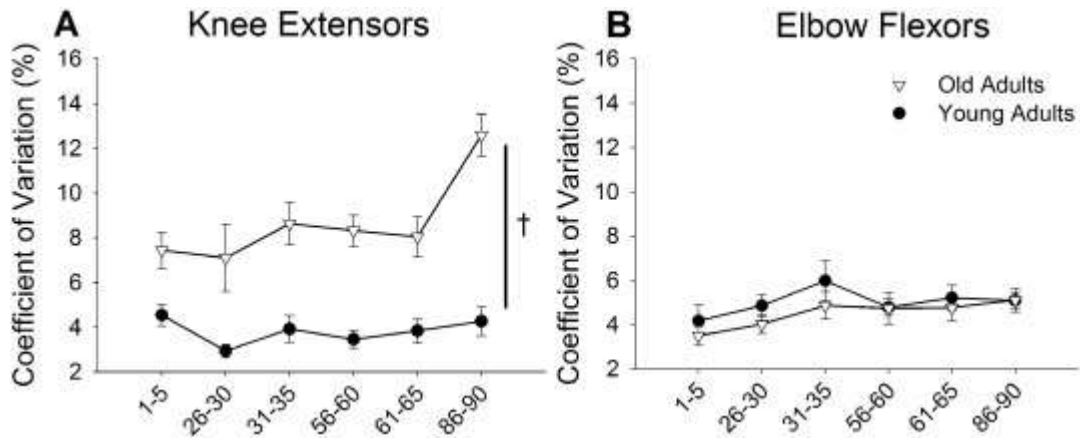 A Knee Extensors
Coefficient of Variation (%)
16
14
12
10
8
6
4
2
†
1-5 26-30 31-35 56-60 61-65 86-90
B Elbow Flexors
Coefficient of Variation (%)
16
14
12
10
8
6
4
2
Old Adults
Young Adults
1-5 26-30 31-35 56-60 61-65 86-90